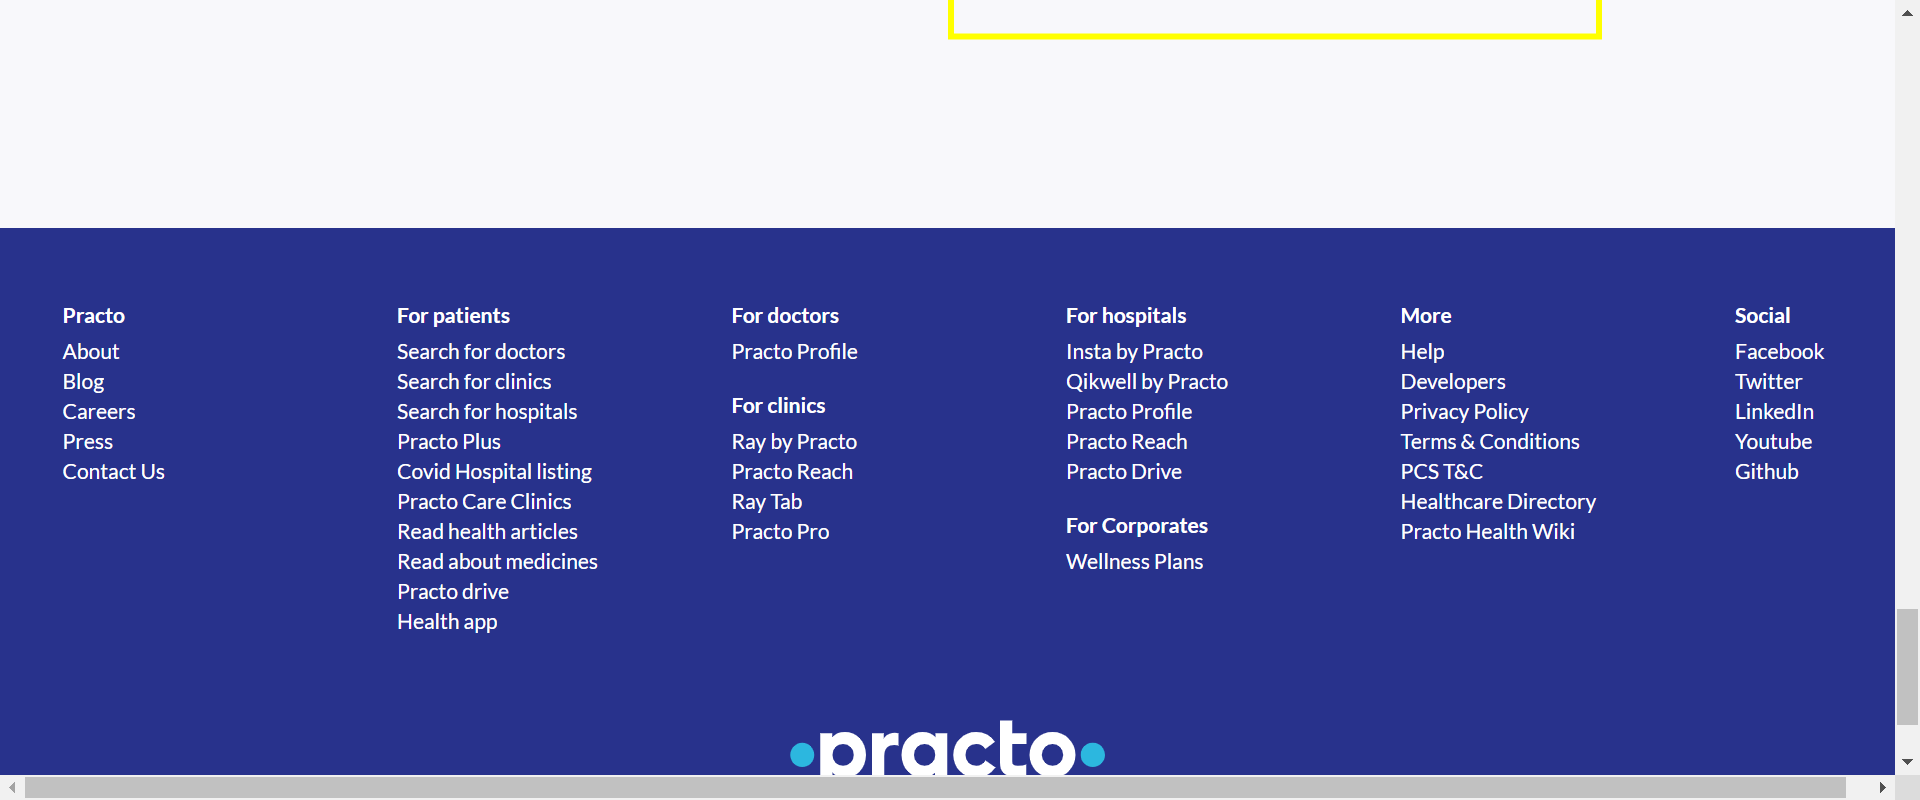 Practo
About
Blog
Careers
Press
Contact Us
For patients
Search for doctors
Search for clinics
Search for hospitals
Practo Plus
Covid Hospital listing
Practo Care Clinics
Read health articles
Read about medicines
Practo drive
Health app
For doctors
Practo Profile
For clinics
Ray by Practo
Practo Reach
Ray Tab
Practo Pro
For hospitals
Insta by Practo
Qikwell by Practo
Practo Profile
Practo Reach
Practo Drive
For Corporates
Wellness Plans
More
Help
Developers
Privacy Policy
Terms & Conditions
PCS T&C
Healthcare Directory
Practo Health Wiki
Social
Facebook
Twitter
LinkedIn
Youtube
Github
practo